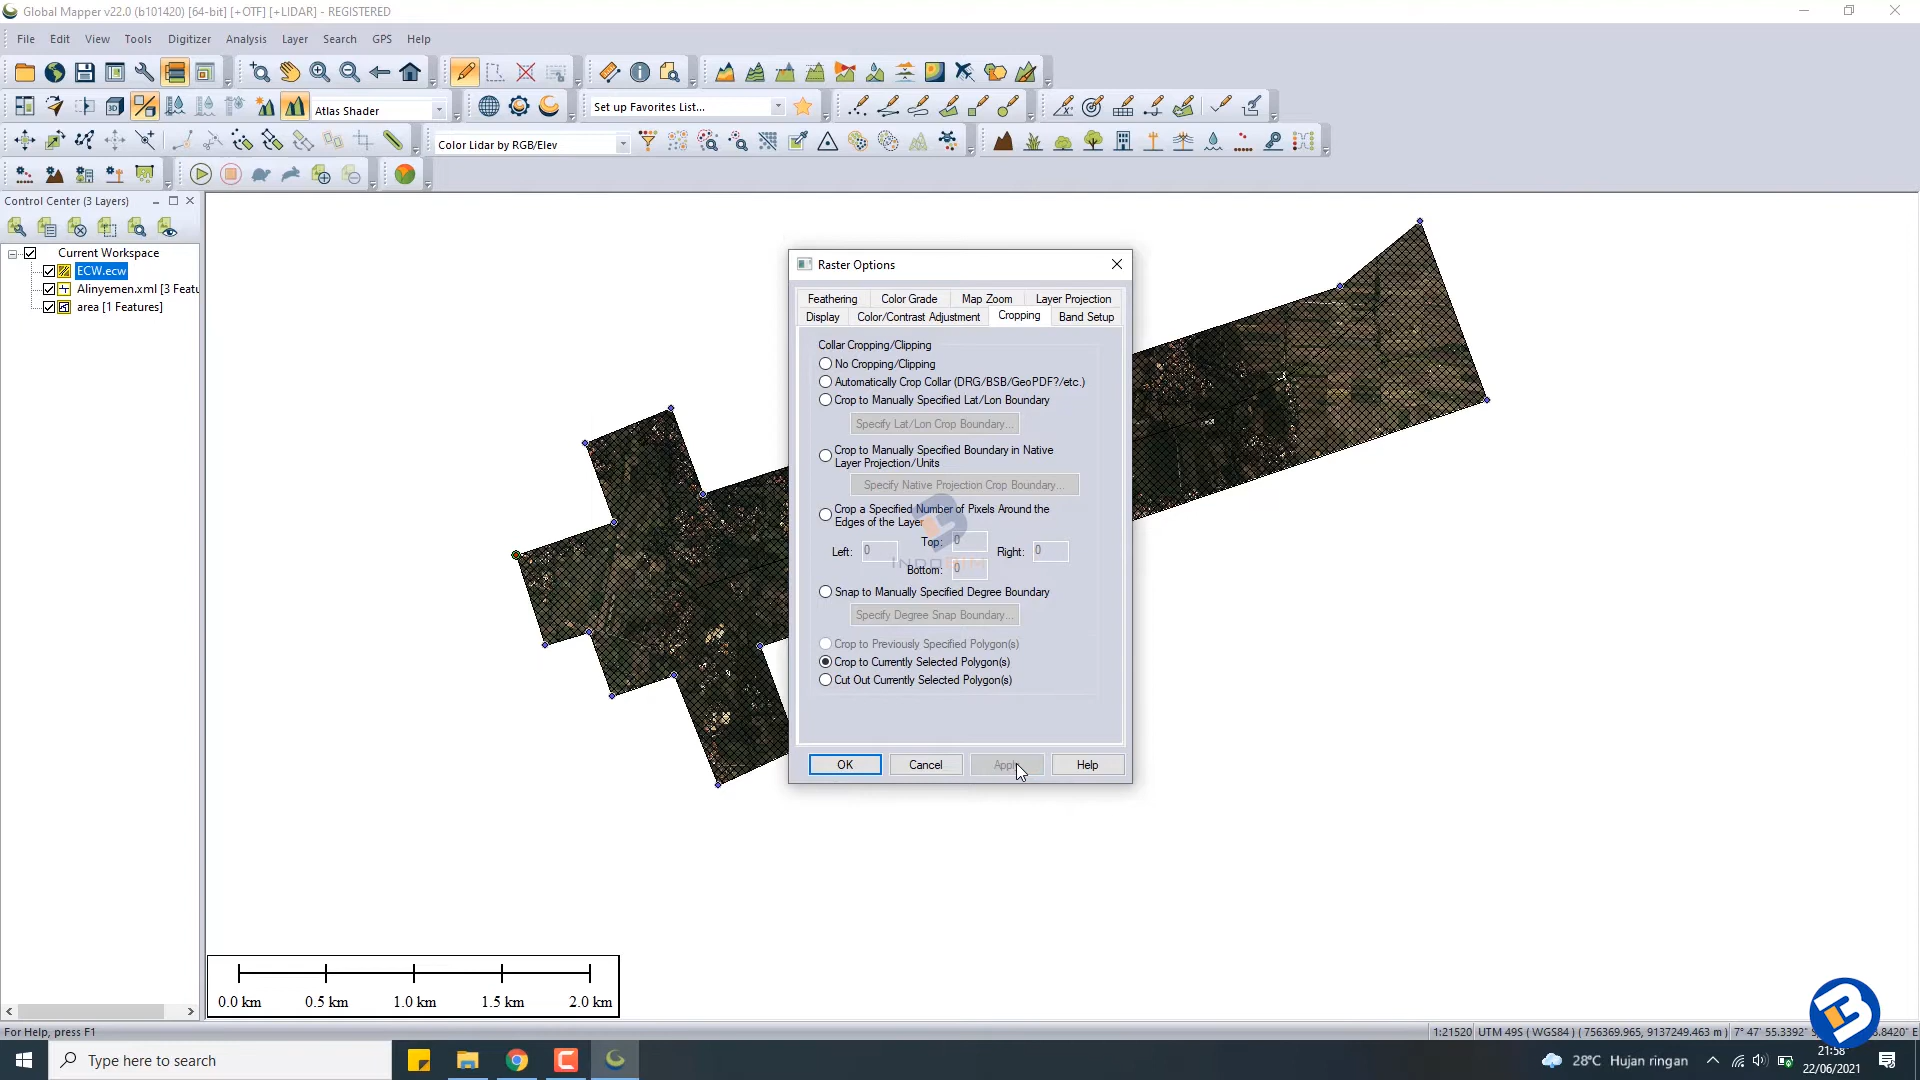 Global Mapper v22.0 (b101420) [64-bit] [+OTF] [+LIDAR] - REGISTERED
File Edit View Tools Digitizer Analysis Layer Search GPS Help
Atlas Shader
Set up Favorites List...
Color Lidar by RGB/Elev
Control Center (3 Layers)
Current Workspace
ECW.ecw
Alinyemen.xml [3 Featu
area [1 Features]
Raster Options
Feathering Color Grade Map Zoom Layer Projection
Display Color/Contrast Adjustment Cropping Band Setup
Collar Cropping/Clipping
No Cropping/Clipping
Automatically Crop Collar (DRG/BSB/GeoPDF?/etc.)
Crop to Manually Specified Lat/Lon Boundary
Specify Lat/Lon Crop Boundary...
Crop to Manually Specified Boundary in Native
Layer Projection/Units
Specify Native Projection Crop Boundary...
Crop a Specified Number of Pixels Around the
Edges of the Layer
Top: 0
Left: 0 Right: 0
Bottom: 0
Snap to Manually Specified Degree Boundary
Specify Degree Snap Boundary...
Crop to Previously Specified Polygon(s)
Crop to Currently Selected Polygon(s)
Cut Out Currently Selected Polygon(s)
OK Cancel Apply Help
0.0 km 0.5 km 1.0 km 1.5 km 2.0 km
For Help, press F1
1:21520 UTM 49S ( WGS84 ) ( 756369.965, 9137249.463 m ) 7° 47' 55.3392" 8.8420" E
Type here to search
28°C Hujan ringan
21:58
22/06/2021